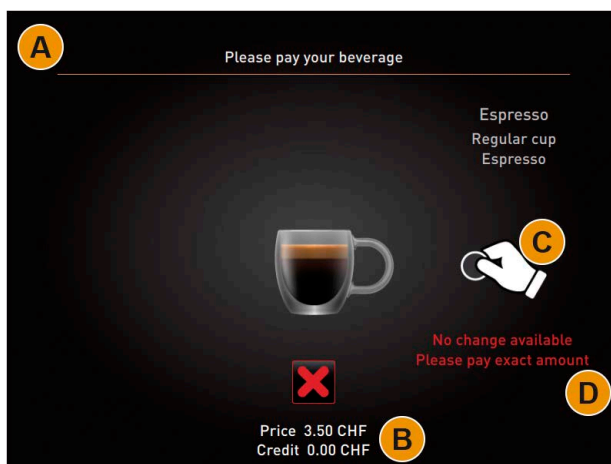 A
Please pay your beverage
Espresso
Regular cup
Espresso
C
No change available
Please pay exact amount
D
Price 3.50 CHF
B
Credit 0.00 CHF